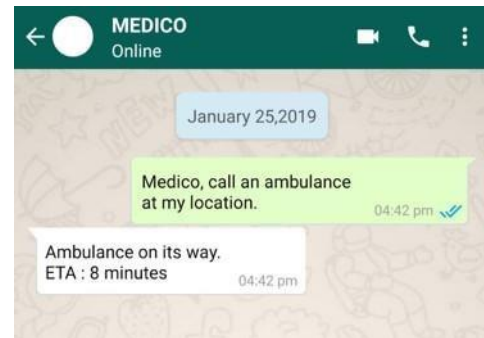 MEDICO
Online
January 25,2019
Medico, call an ambulance
at my location.
04:42 pm
Ambulance on its way.
ETA : 8 minutes
04:42 pm